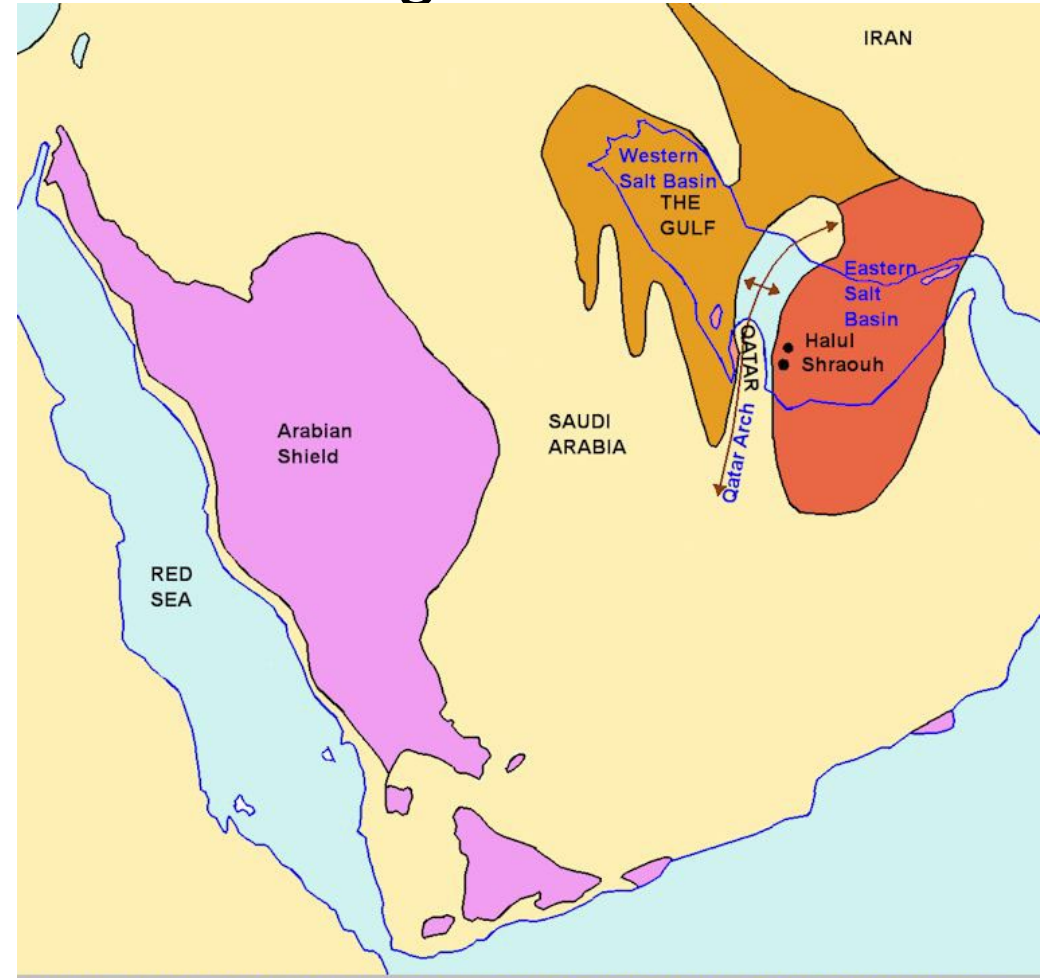 IRAN
Western
Salt Basin
THE
GULF
Eastern
Salt
Basin
Halul
Shraouh
QATAR
Qatar Arch
SAUDI
ARABIA
Arabian
Shield
RED
SEA